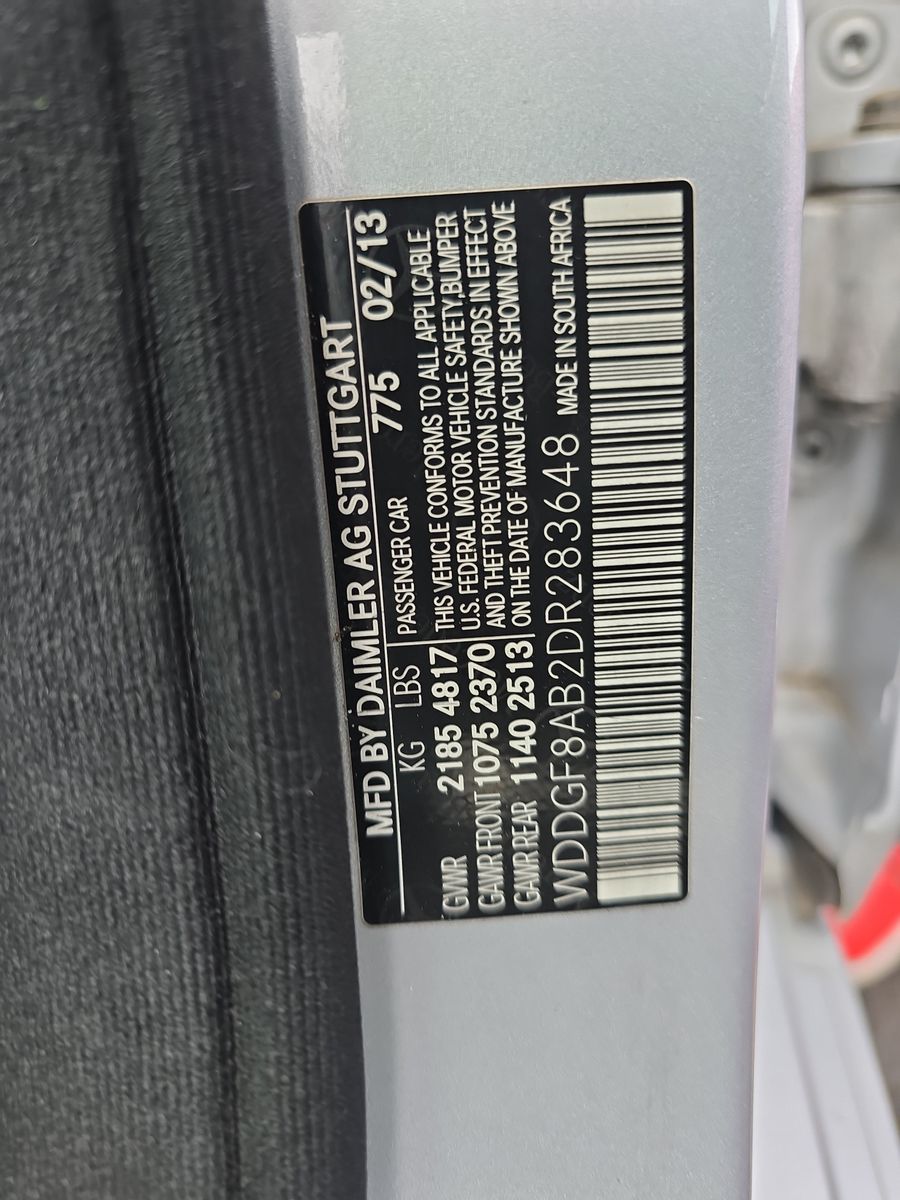 MFD BY DAIMLER AG STUTTGART
KG LBS PASSENGER CAR 775 02/13
GVWR 2185 4817 THIS VEHICLE CONFORMS TO ALL APPLICABLE
GAWR FRONT 1075 2370 U.S. FEDERAL MOTOR VEHICLE SAFETY,BUMPER
GAWR REAR 1140 2513 AND THEFT PREVENTION STANDARDS IN EFFECT
ON THE DATE OF MANUFACTURE SHOWN ABOVE
WDDGF8AB2DR283648 MADE IN SOUTH AFRICA